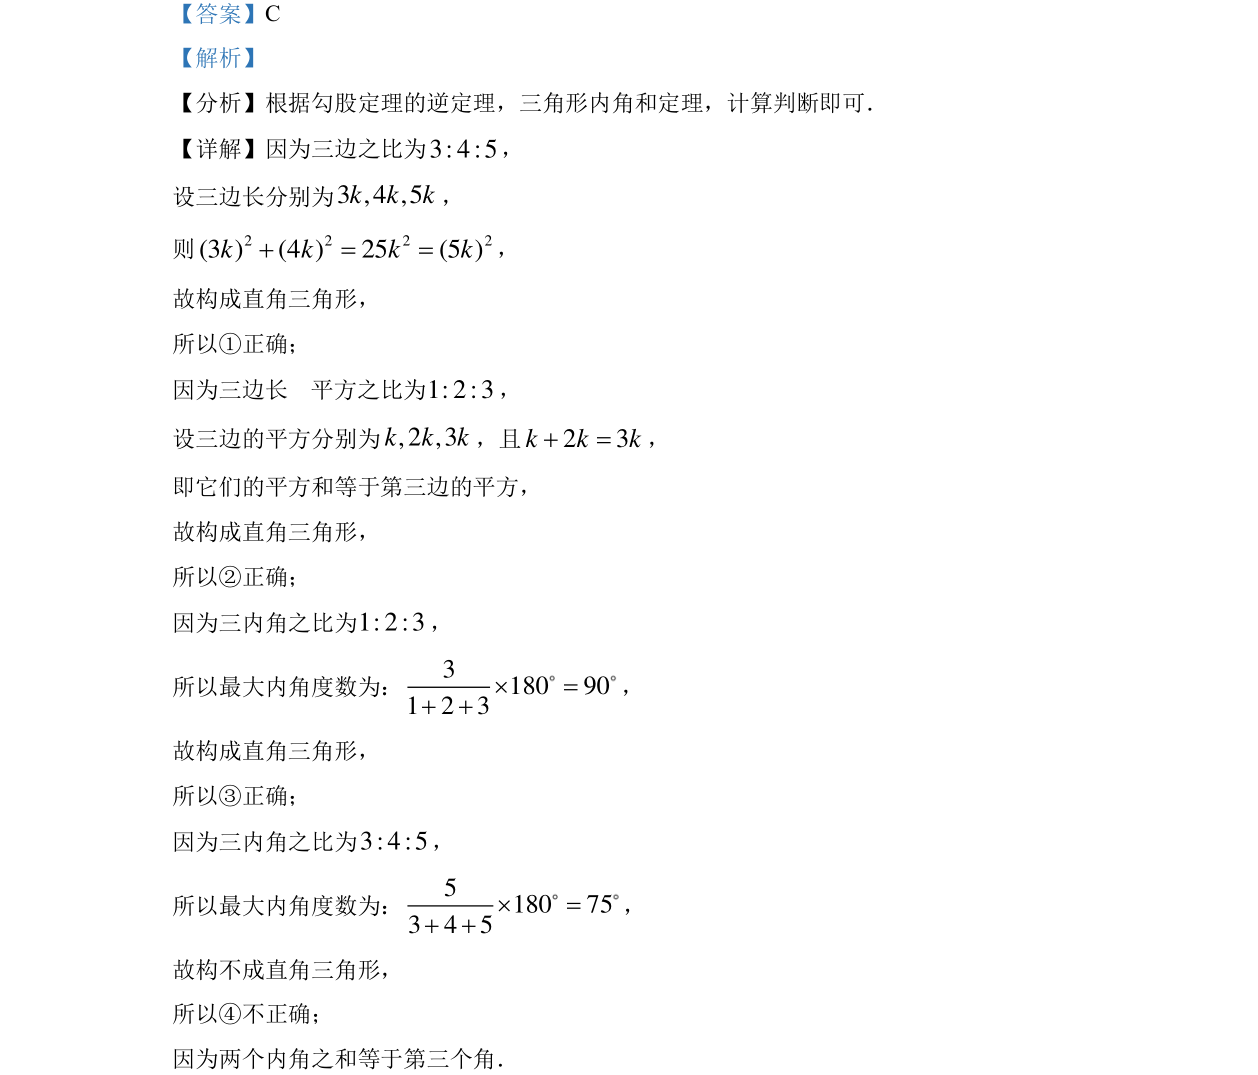 【答案】C
【解析】
【分析】根据勾股定理的逆定理，三角形内角和定理，计算判断即可．
【详解】因为三边之比为3:4:5，
设三边长分别为3k,4k,5k，
则(3k)²+(4k)²=25k²=(5k)²，
故构成直角三角形，
所以①正确；
因为三边长 平方之比为1:2:3，
设三边的平方分别为k,2k,3k，且k+2k=3k，
即它们的平方和等于第三边的平方，
故构成直角三角形，
所以②正确；
因为三内角之比为1:2:3，
所以最大内角度数为：3/(1+2+3)×180°=90°，
故构成直角三角形，
所以③正确；
因为三内角之比为3:4:5，
所以最大内角度数为：5/(3+4+5)×180°=75°，
故构不成直角三角形，
所以④不正确；
因为两个内角之和等于第三个角．